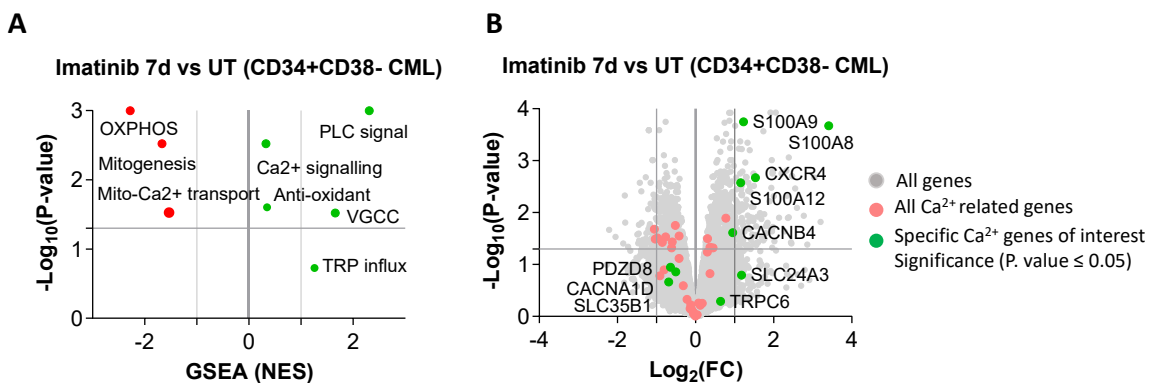 A
Imatinib 7d vs UT (CD34+CD38- CML)
3
2
1
0
-Log10(P-value)
OXPHOS
PLC signal
Mitogenesis
Ca2+ signalling
Mito-Ca2+ transport
Anti-oxidant
VGCC
TRP influx
-2
0
2
GSEA (NES)
B
Imatinib 7d vs UT (CD34+CD38- CML)
4
3
2
1
0
-Log10(P-value)
S100A9
S100A8
CXCR4
S100A12
CACNB4
PDZD8
SLC24A3
CACNA1D
SLC35B1
TRPC6
-4
-2
0
2
4
Log2(FC)
All genes
All Ca2+ related genes
Specific Ca2+ genes of interest
Significance (P. value ≤ 0.05)